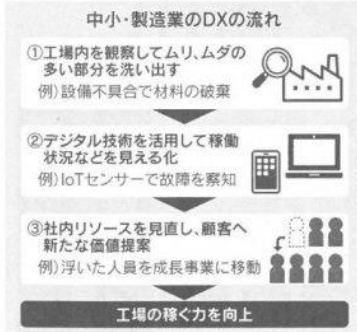 中小・製造業のDXの流れ
①工場内を観察してムリ、ムダの
多い部分を洗い出す
例)設備不具合で材料の破棄
②デジタル技術を活用して稼働
状況などを見える化
例)IoTセンサーで故障を察知
③社内リソースを見直し、顧客へ
新たな価値提案
例)浮いた人員を成長事業に移動
工場の稼ぐ力を向上